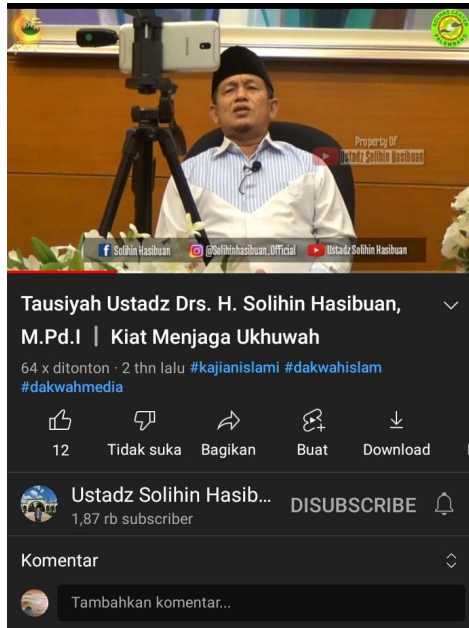 Property Of
Ustadz Solihin Hasibuan
Solihin Hasibuan
@Solihinhasibuan_Official
Ustadz Solihin Hasibuan
Tausiyah Ustadz Drs. H. Solihin Hasibuan,
M.Pd.I | Kiat Menjaga Ukhuwah
64 x ditonton · 2 thn lalu #kajianislami #dakwahislam
#dakwahmedia
12 Tidak suka Bagikan Buat Download
Ustadz Solihin Hasib... DISUBSCRIBE
1,87 rb subscriber
Komentar
Tambahkan komentar...